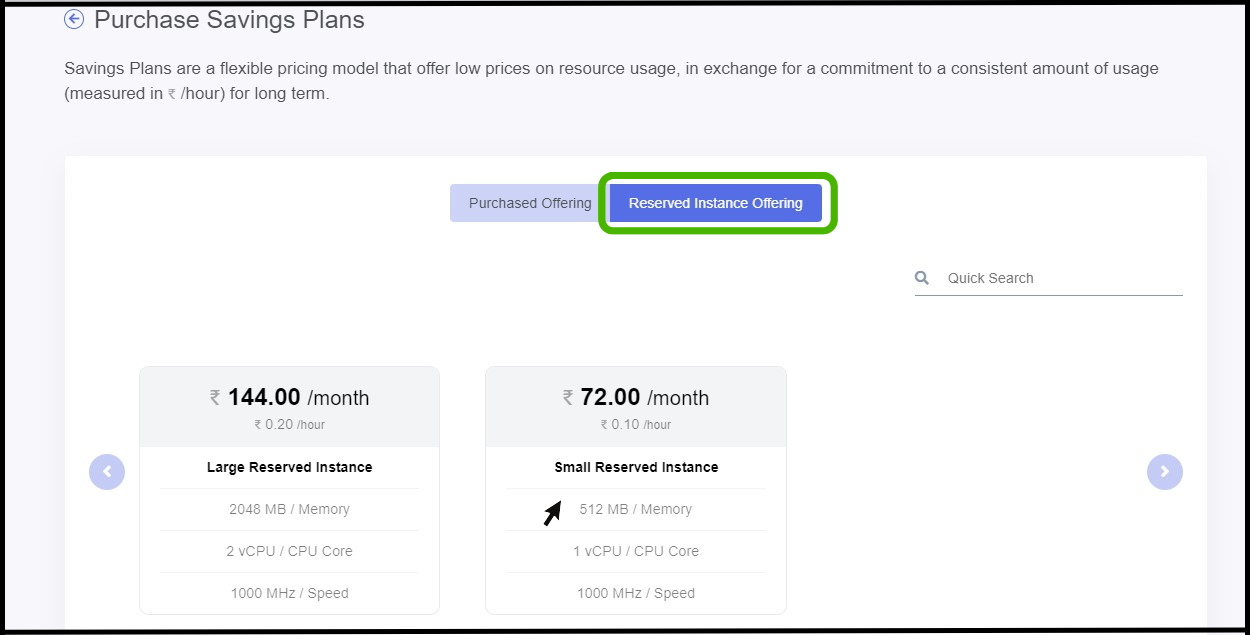 Purchase Savings Plans
Savings Plans are a flexible pricing model that offer low prices on resource usage, in exchange for a commitment to a consistent amount of usage
(measured in ₹ /hour) for long term.
Purchased Offering
Reserved Instance Offering
Quick Search
₹ 144.00 /month
₹ 0.20 /hour
Large Reserved Instance
2048 MB / Memory
2 vCPU / CPU Core
1000 MHz / Speed
₹ 72.00 /month
₹ 0.10 /hour
Small Reserved Instance
512 MB / Memory
1 vCPU / CPU Core
1000 MHz / Speed